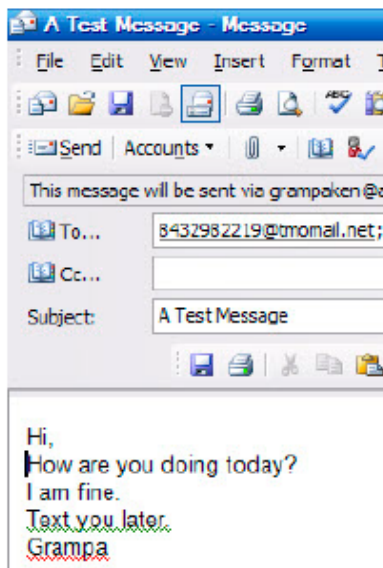 A Test Message - Message
File Edit View Insert Format
Send Accounts
This message will be sent via grampaken@
To... 8432982219@tmomail.net;
Cc...
Subject: A Test Message
Hi,
How are you doing today?
I am fine.
Text you later.
Grampa